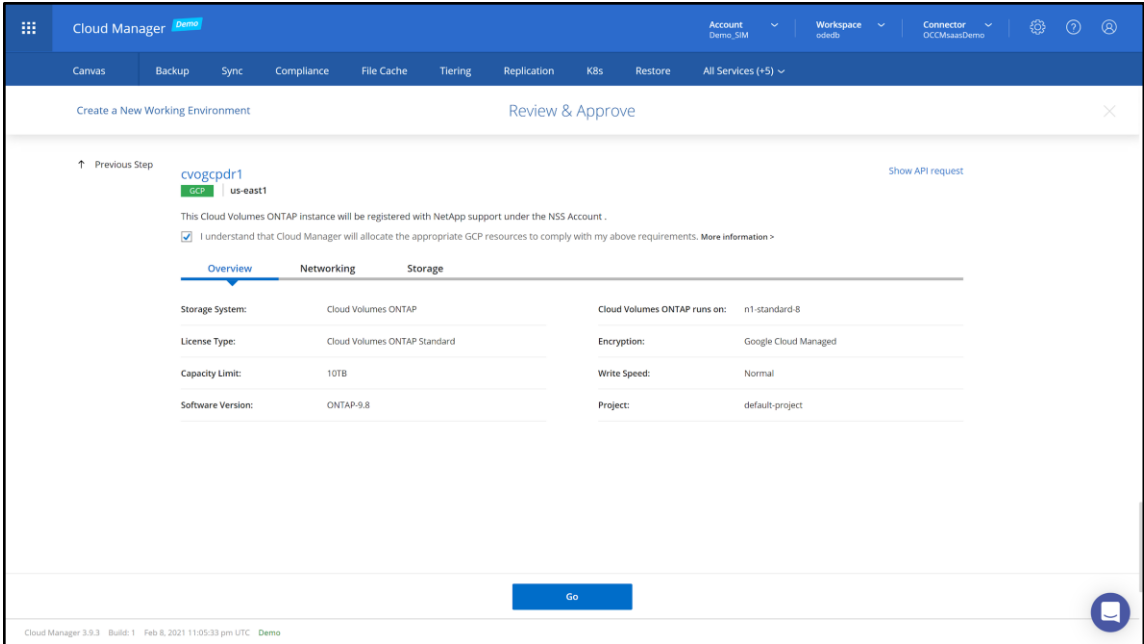 Cloud Manager Demo
Account
Demo_SIM
Workspace
odedb
Connector
OCCMsaasDemo
Canvas Backup Sync Compliance File Cache Tiering Replication K8s Restore All Services (+5)
Create a New Working Environment
Review & Approve
↑ Previous Step
cvogcpdr1
Show API request
GCP us-east1
This Cloud Volumes ONTAP instance will be registered with NetApp support under the NSS Account .
I understand that Cloud Manager will allocate the appropriate GCP resources to comply with my above requirements. More information >
Overview Networking Storage
Storage System: Cloud Volumes ONTAP
Cloud Volumes ONTAP runs on: n1-standard-8
License Type: Cloud Volumes ONTAP Standard
Encryption: Google Cloud Managed
Capacity Limit: 10TB
Write Speed: Normal
Software Version: ONTAP-9.8
Project: default-project
Go
Cloud Manager 3.9.3 Build: 1 Feb 8, 2021 11:05:33 pm UTC Demo